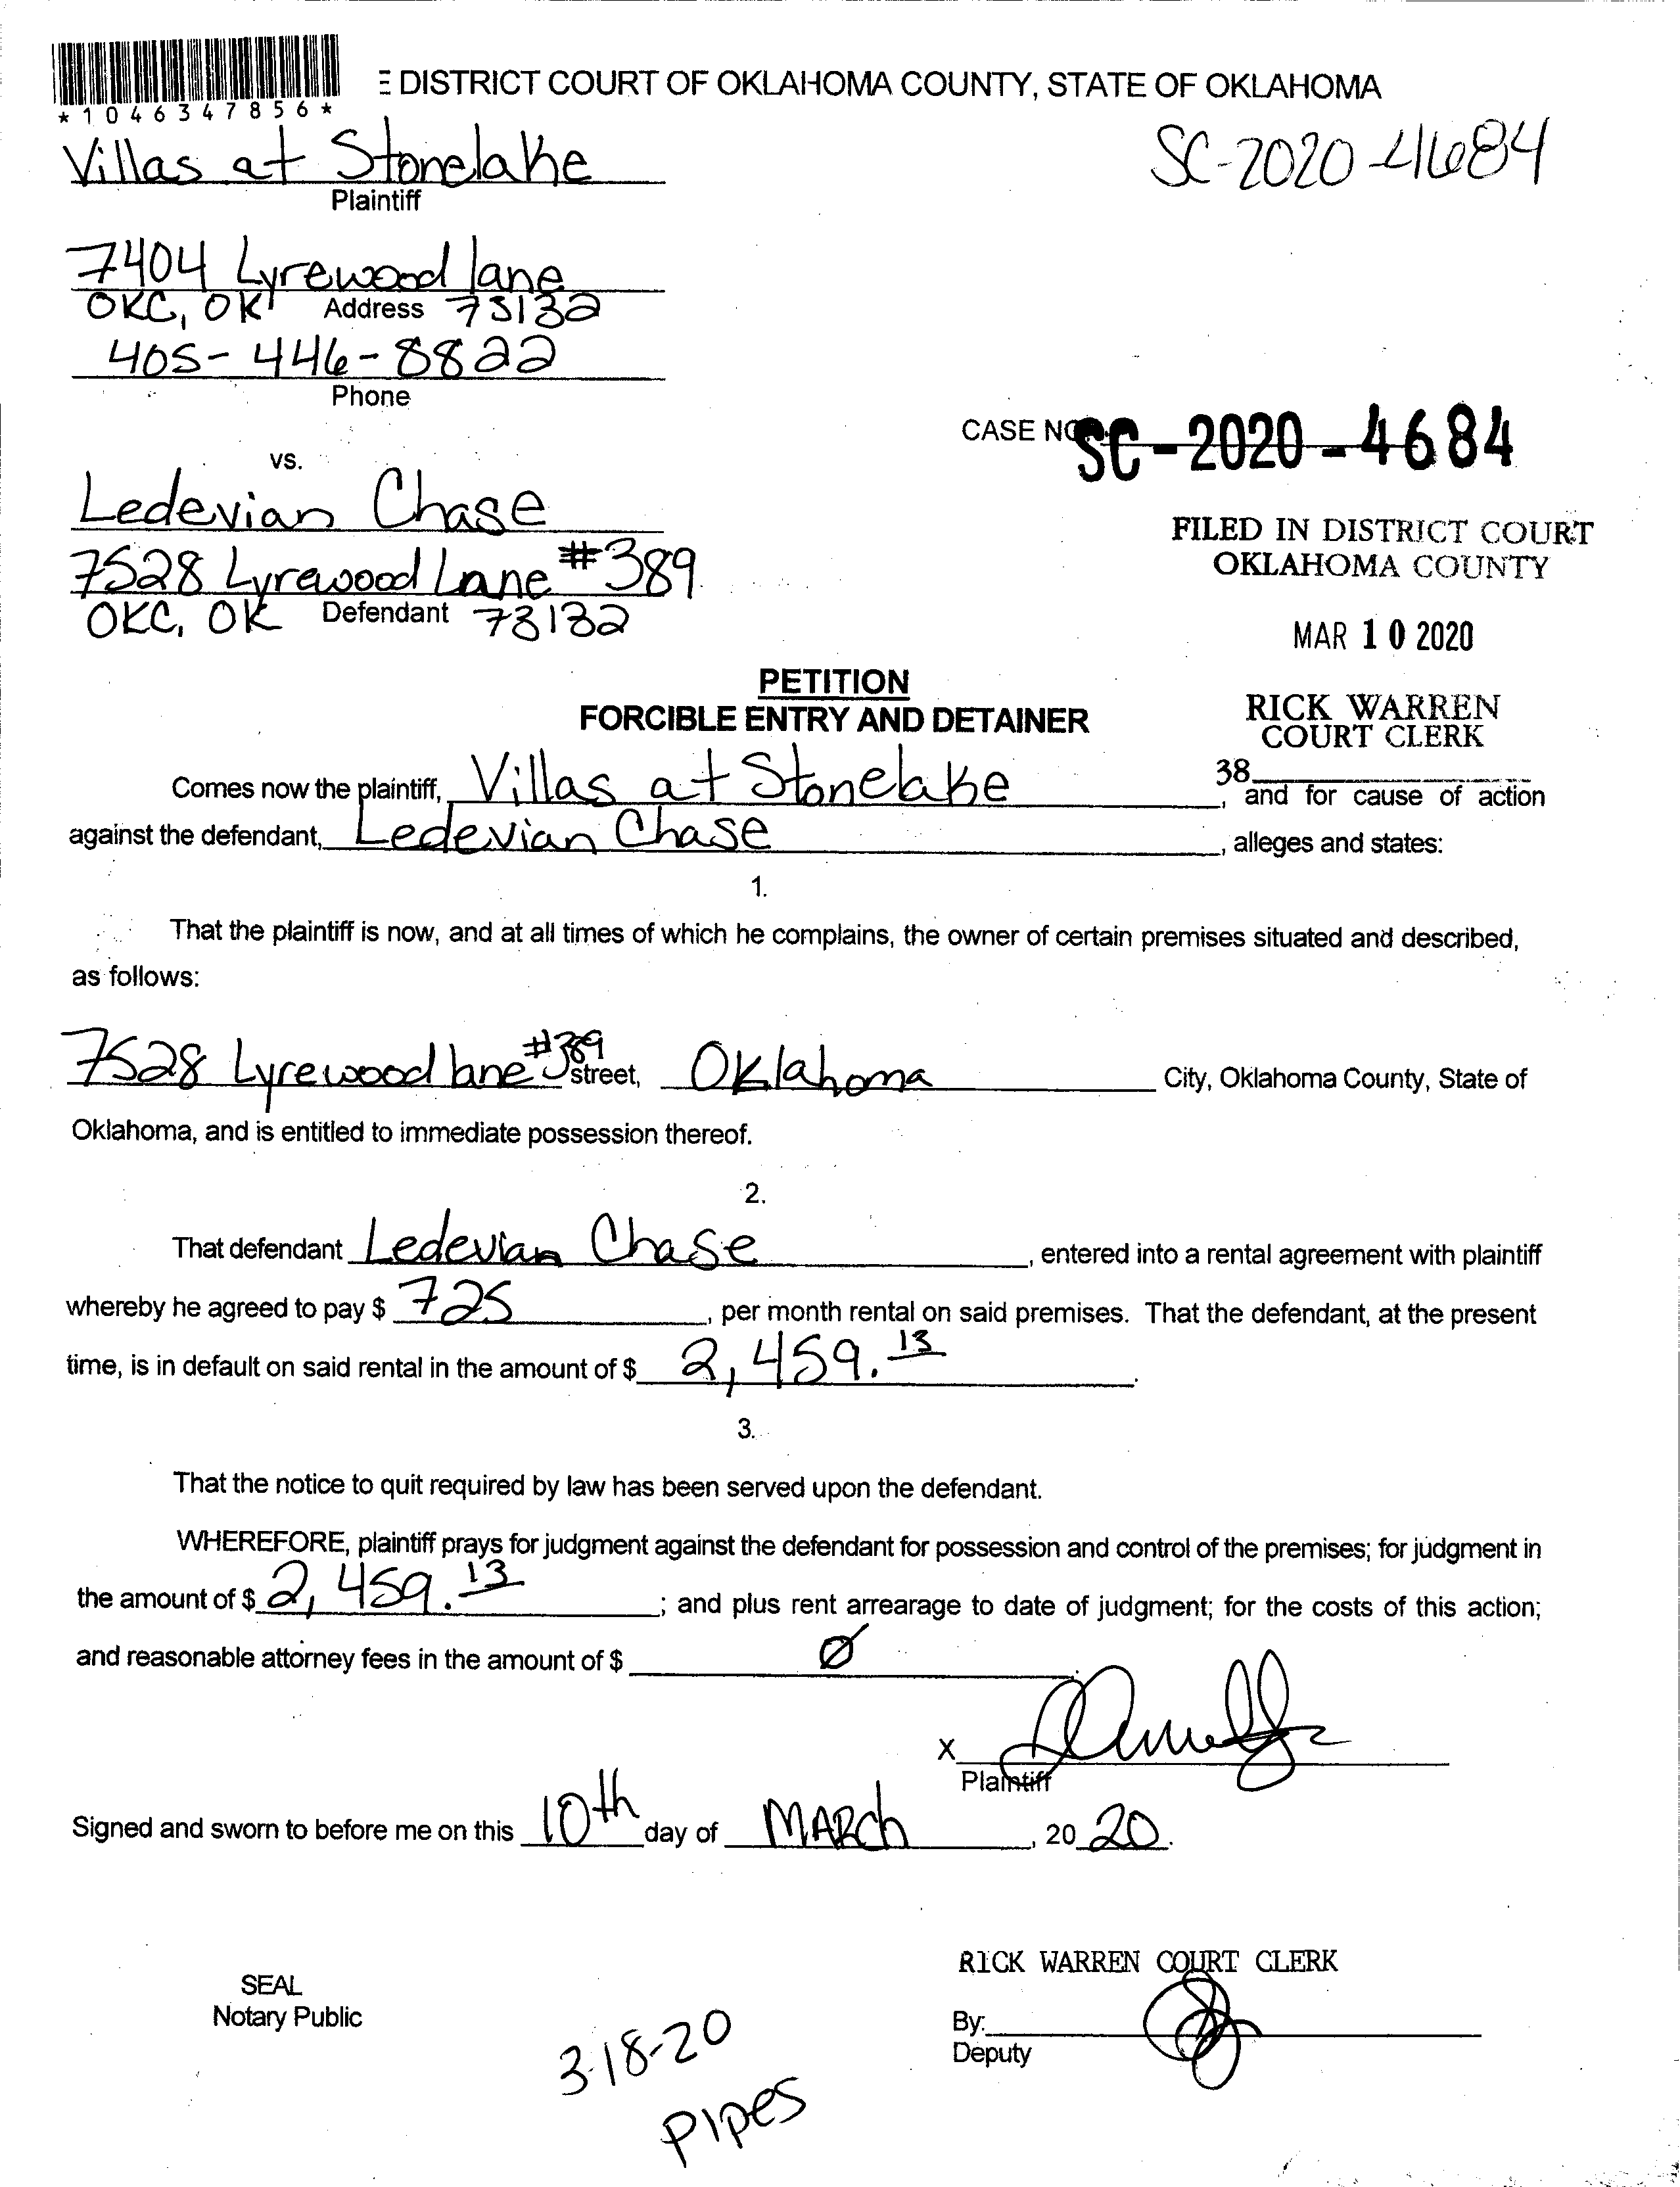 *1046347856*
E DISTRICT COURT OF OKLAHOMA COUNTY, STATE OF OKLAHOMA
Villas at Stonelake
SC-2020-4684
Plaintiff
7404 Lyrewood lane
OKC, OK Address 73132
405-446-8822
Phone
CASE NO. SC-2020-4684
vs.
Ledevian Chase
7528 Lyrewood Lane #389
OKC, OK Defendant 73132
FILED IN DISTRICT COURT
OKLAHOMA COUNTY
MAR 10 2020
PETITION
FORCIBLE ENTRY AND DETAINER
RICK WARREN
COURT CLERK
38
Comes now the plaintiff, Villas at Stonelake, and for cause of action
against the defendant, Ledevian Chase, alleges and states:
1.
That the plaintiff is now, and at all times of which he complains, the owner of certain premises situated and described,
as follows:
7528 Lyrewood lane #389 street, Oklahoma City, Oklahoma County, State of
Oklahoma, and is entitled to immediate possession thereof.
2.
That defendant Ledevian Chase, entered into a rental agreement with plaintiff
whereby he agreed to pay $ 725, per month rental on said premises. That the defendant, at the present
time, is in default on said rental in the amount of $ 2,459.13.
3.
That the notice to quit required by law has been served upon the defendant.
WHEREFORE, plaintiff prays for judgment against the defendant for possession and control of the premises; for judgment in
the amount of $ 2,459.13; and plus rent arrearage to date of judgment; for the costs of this action;
and reasonable attorney fees in the amount of $ Ø
X
Plaintiff
Signed and sworn to before me on this 10th day of MARch, 20 20.
RICK WARREN COURT CLERK
SEAL
Notary Public
By:
Deputy
3-18-20
Pipes